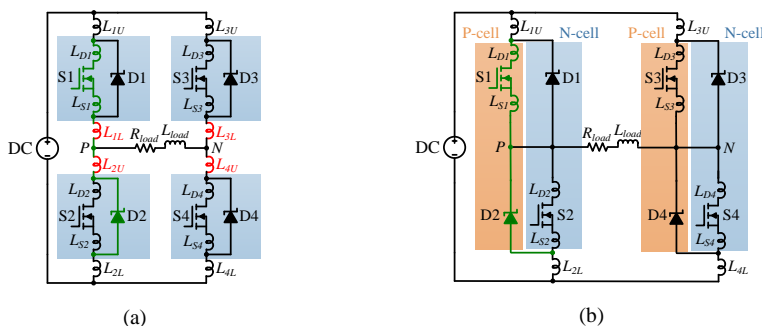 L1U
L3U
LD1
S1
D1
LS1
LD3
S3
D3
LS3
L1L
L3L
DC
P
Rload
Lload
N
L2U
L4U
LD2
S2
D2
LS2
LD4
S4
D4
LS4
L2L
L4L
(a)
L1U
L3U
P-cell
N-cell
P-cell
N-cell
LD1
S1
D1
LS1
LD3
S3
D3
LS3
DC
P
Rload
Lload
N
LD2
D2
S2
LS2
LD4
D4
S4
LS4
L2L
L4L
(b)